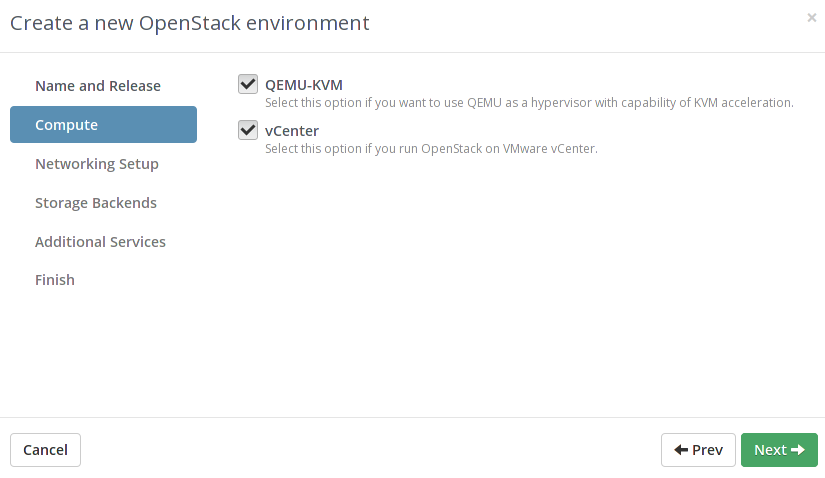 Create a new OpenStack environment
×
Name and Release
Compute
Networking Setup
Storage Backends
Additional Services
Finish
QEMU-KVM
Select this option if you want to use QEMU as a hypervisor with capability of KVM acceleration.
vCenter
Select this option if you run OpenStack on VMware vCenter.
Cancel
Prev
Next